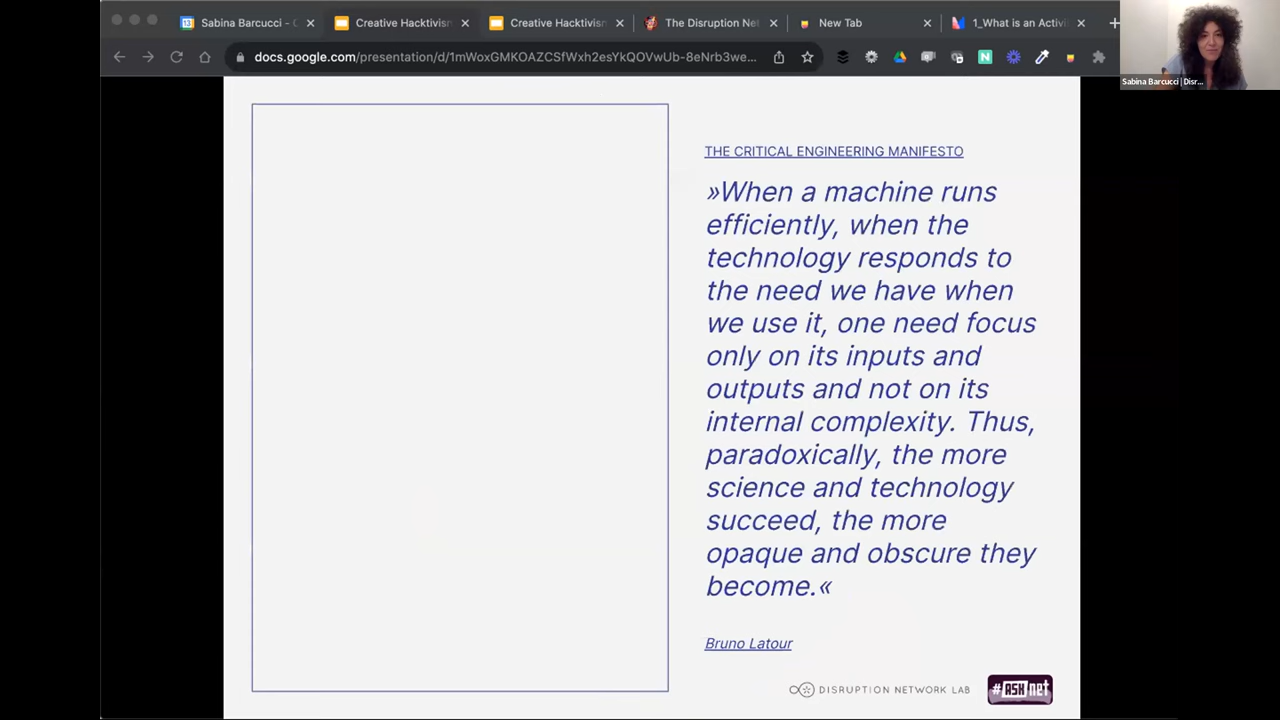 Sabina Barcucci – C
Creative Hacktivism
Creative Hacktivism
The Disruption Net
New Tab
1_What is an Activi
docs.google.com/presentation/d/1mWoxGMKOAZCSfWxh2esYkQOVwUb-8eNrb3we...
Sabina Barcucci | Disr...
THE CRITICAL ENGINEERING MANIFESTO
»When a machine runs
efficiently, when the
technology responds to
the need we have when
we use it, one need focus
only on its inputs and
outputs and not on its
internal complexity. Thus,
paradoxically, the more
science and technology
succeed, the more
opaque and obscure they
become.«
Bruno Latour
DISRUPTION NETWORK LAB
#ASKnet